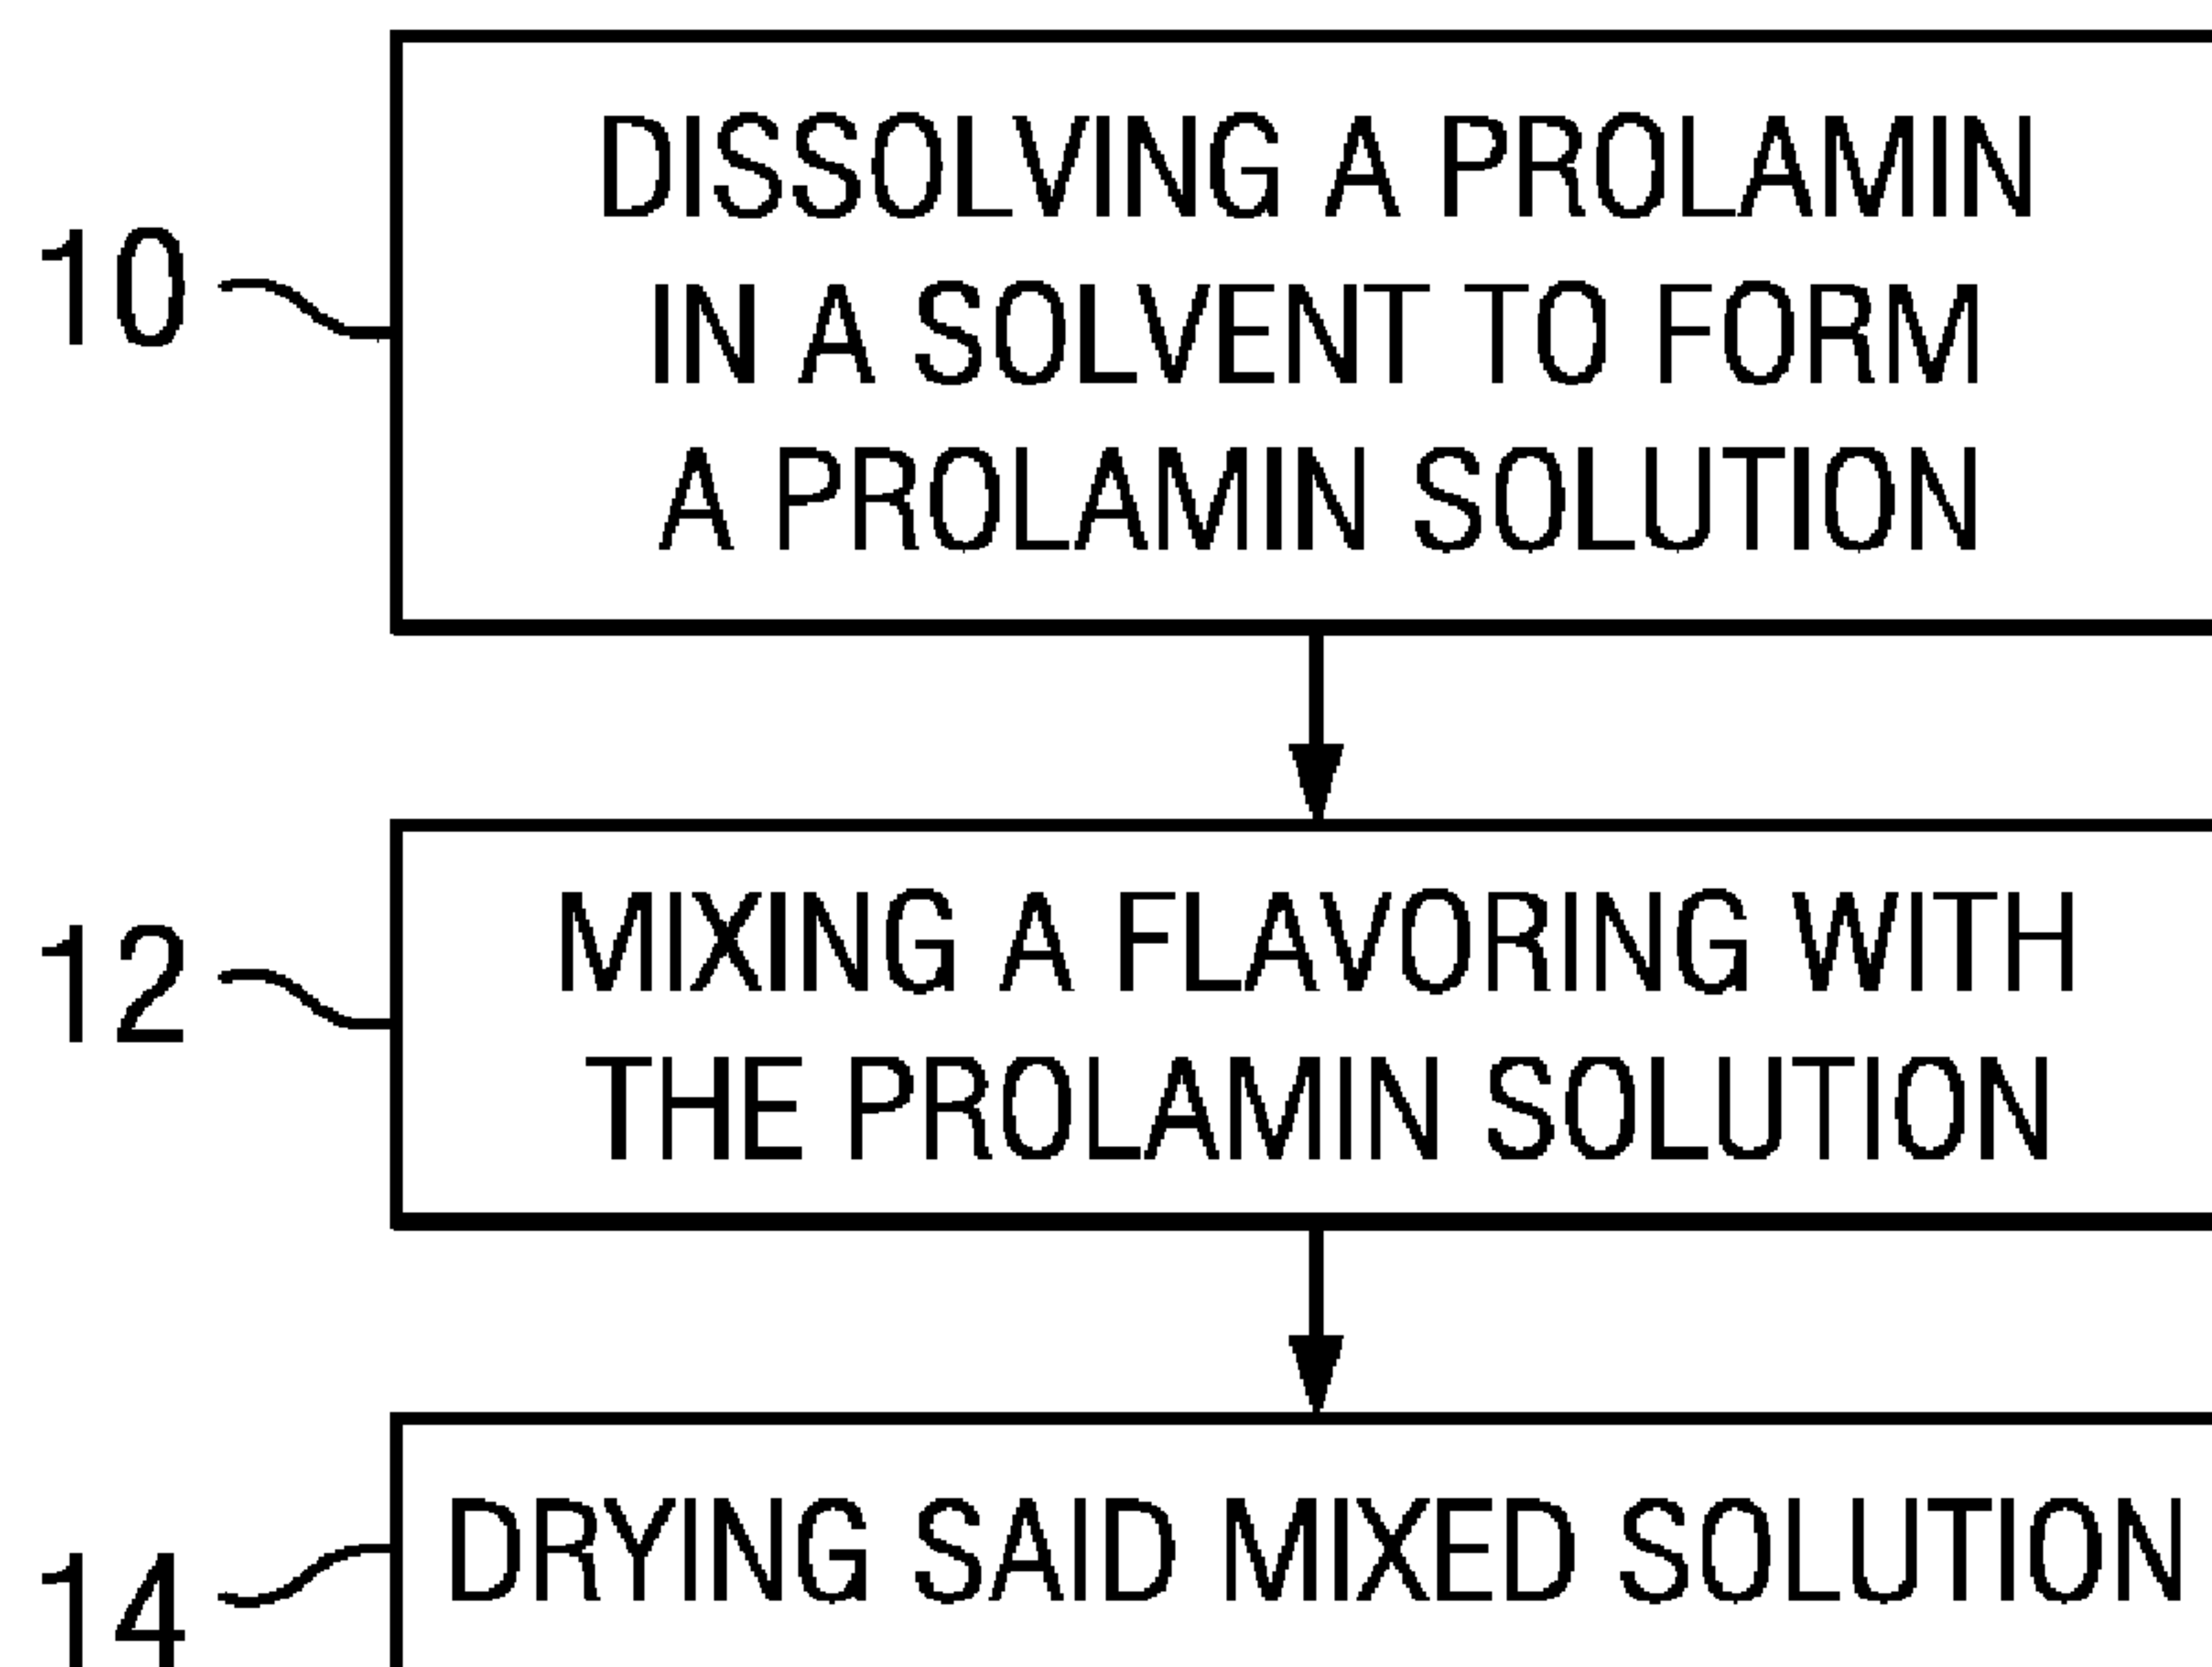 DISSOLVING A PROLAMIN
10
IN A SOLVENT TO FORM
A PROLAMIN SOLUTION
MIXING A FLAVORING WITH
12
THE PROLAMIN SOLUTION
DRYING SAID MIXED SOLUTION
14